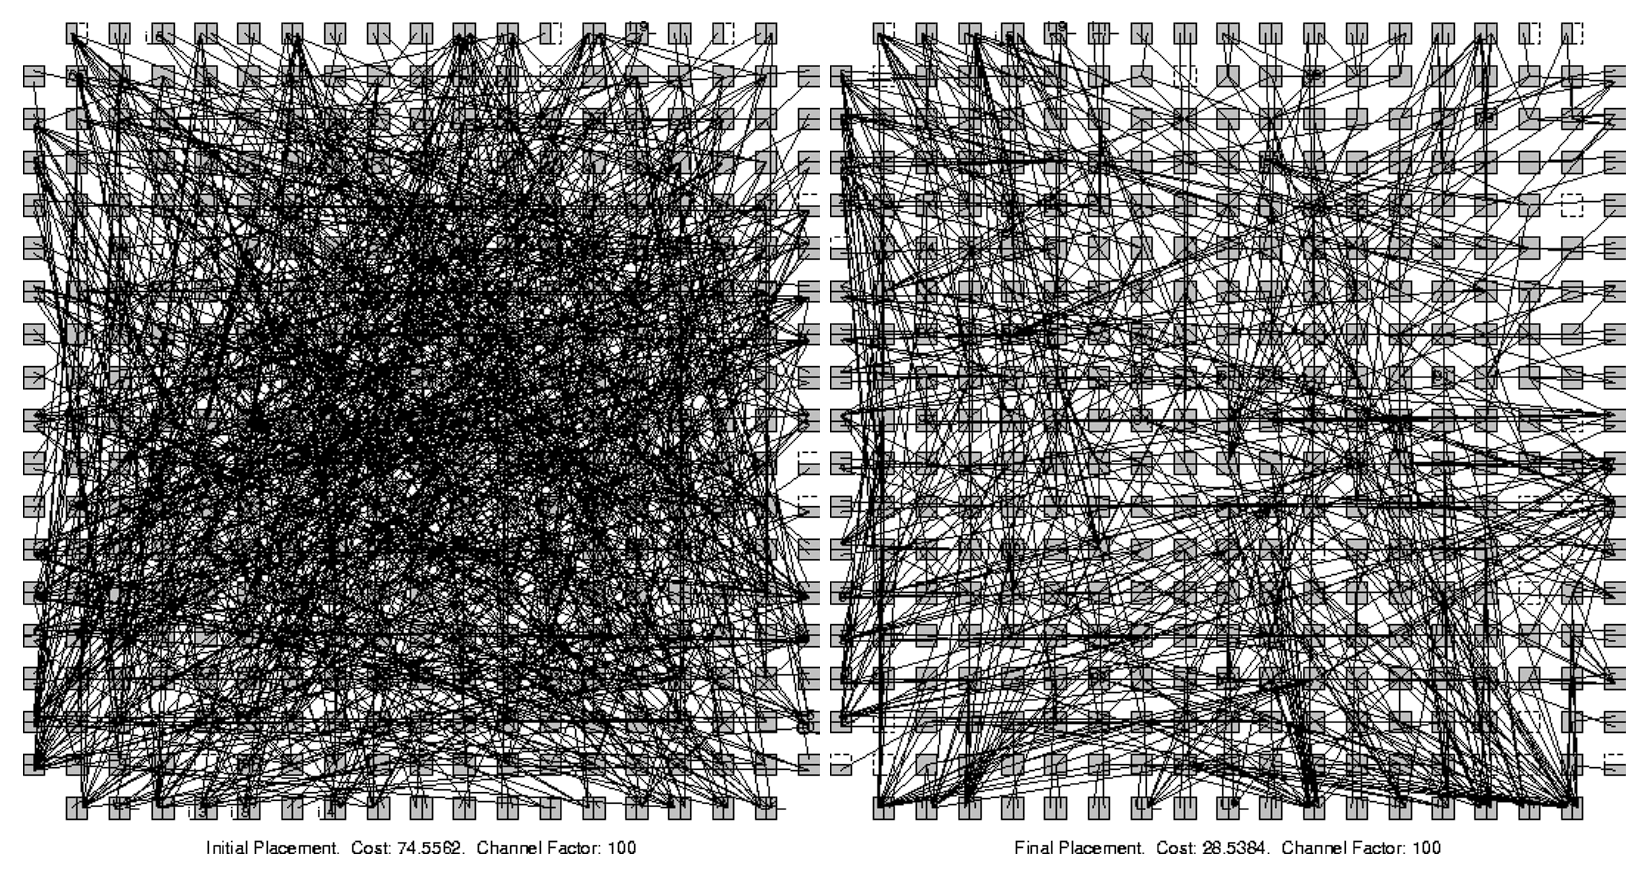 Initial Placement. Cost: 74.5562. Channel Factor: 100
Final Placement. Cost: 28.5384. Channel Factor: 100